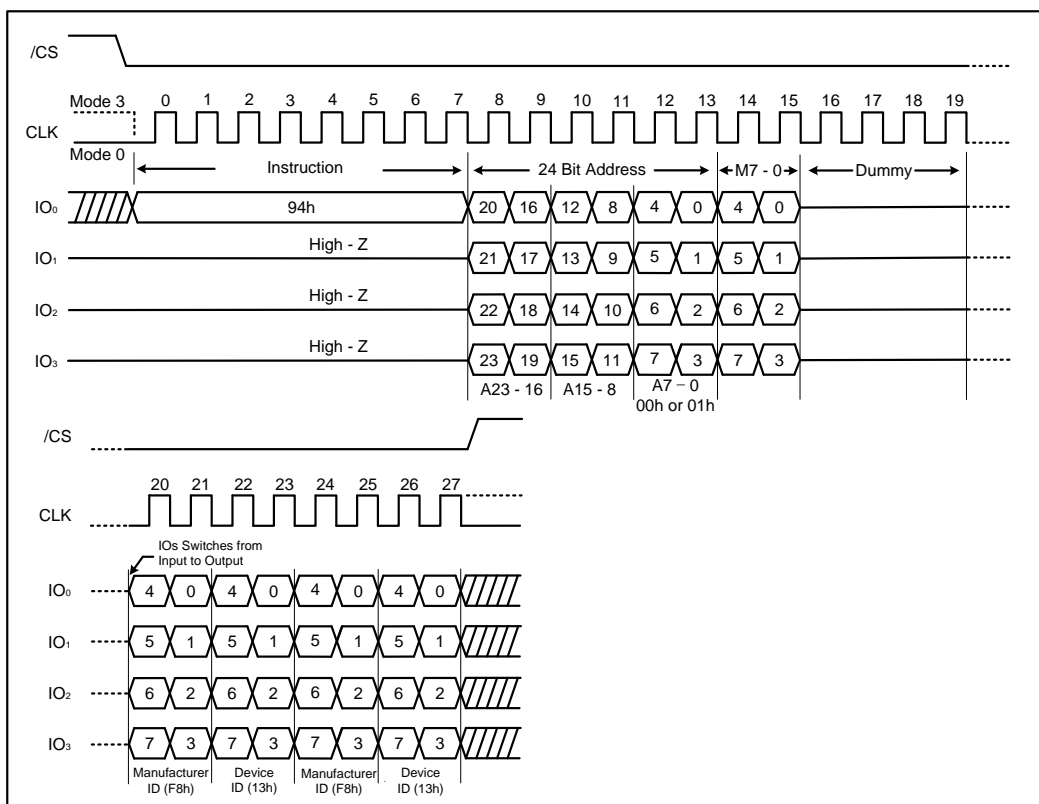 /CS
Mode 3
0 1 2 3 4 5 6 7 8 9 10 11 12 13 14 15 16 17 18 19
CLK
Mode 0
Instruction
24 Bit Address
M7 - 0
Dummy
IO₀
94h
20 16 12 8 4 0 4 0
IO₁
High - Z
21 17 13 9 5 1 5 1
IO₂
High - Z
22 18 14 10 6 2 6 2
IO₃
High - Z
23 19 15 11 7 3 7 3
A23 - 16
A15 - 8
A7 – 0
00h or 01h
/CS
20 21 22 23 24 25 26 27
CLK
IOs Switches from
Input to Output
IO₀
4 0 4 0 4 0 4 0
IO₁
5 1 5 1 5 1 5 1
IO₂
6 2 6 2 6 2 6 2
IO₃
7 3 7 3 7 3 7 3
Manufacturer
ID (F8h)
Device
ID (13h)
Manufacturer
ID (F8h)
Device
ID (13h)